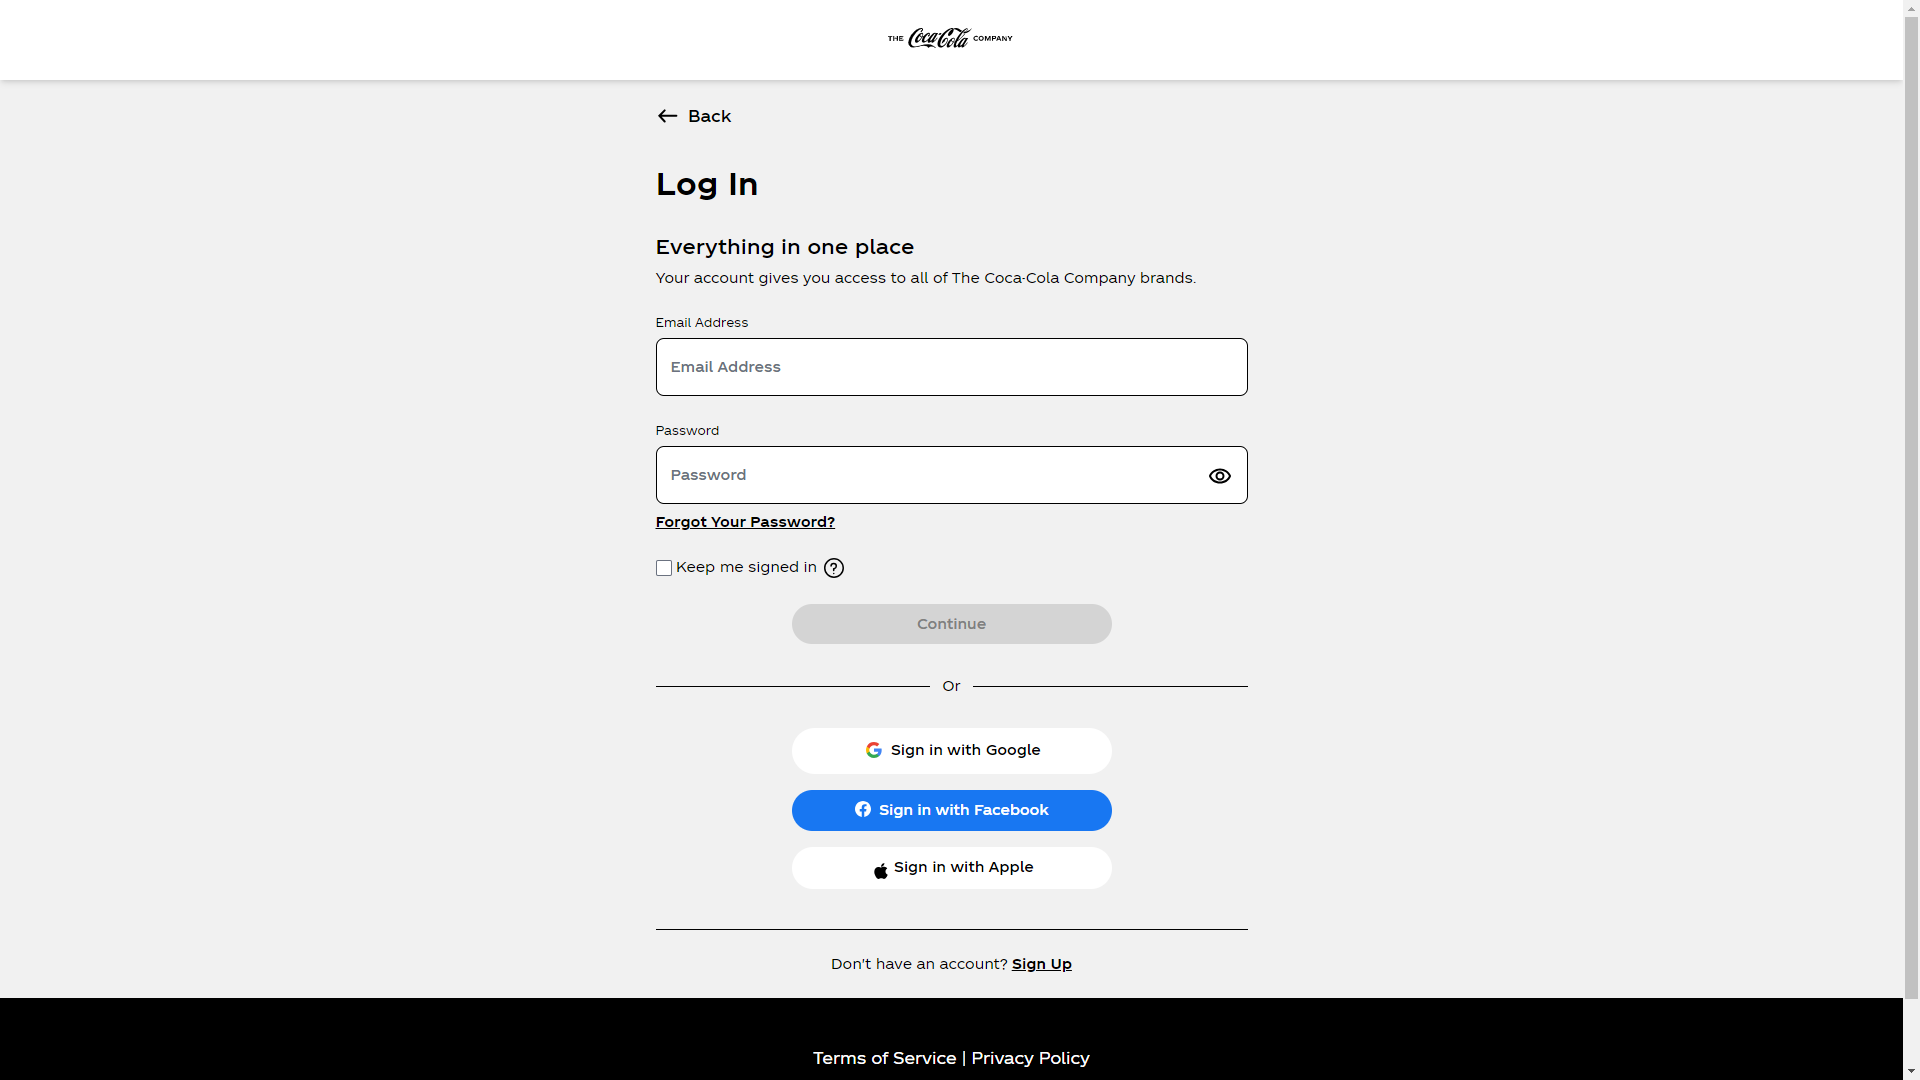 THE Coca-Cola COMPANY
Back
Log In
Everything in one place
Your account gives you access to all of The Coca-Cola Company brands.
Email Address
Email Address
Password
Password
Forgot Your Password?
Keep me signed in ?
Continue
Or
Sign in with Google
Sign in with Facebook
Sign in with Apple
Don't have an account? Sign Up
Terms of Service | Privacy Policy